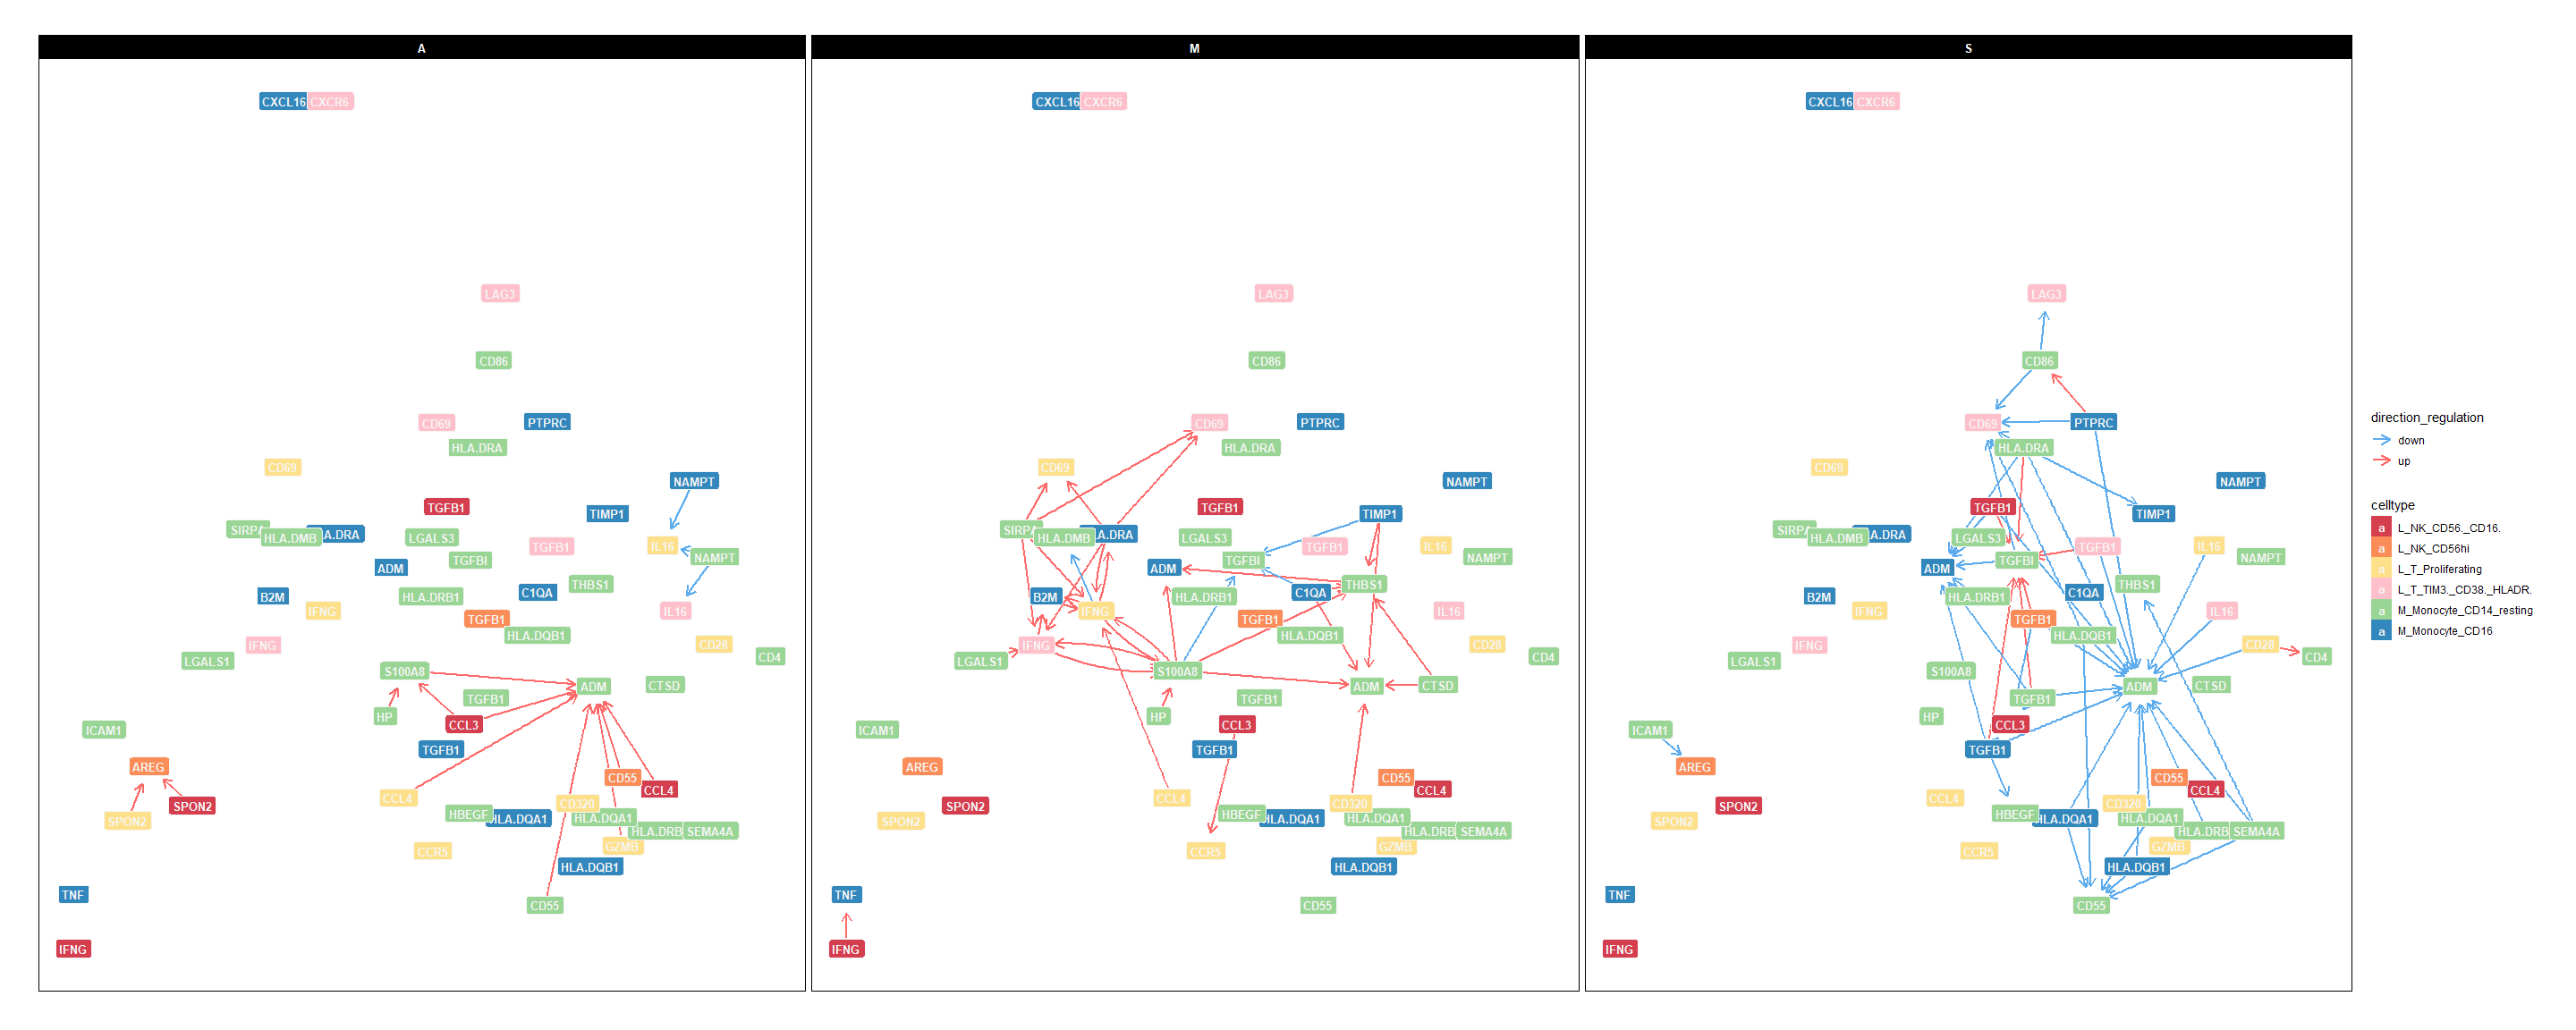 A
CXCL16 CXCR6
LAG3
CD86
CD69
PTPRC
HLA.DRA
CD69
NAMPT
TGFB1
TIMP1
SIRPA
HLA.DMB
A.DRA
LGALS3
TGFB1
IL16
TGFBI
NAMPT
ADM
THBS1
C1QA
B2M
HLA.DRB1
IFNG
IL16
TGFB1
HLA.DQB1
IFNG
CD28
LGALS1
CD4
S100A8
ADM
CTSD
TGFB1
HP
CCL3
ICAM1
TGFB1
AREG
CD55
CCL4
CCL4
SPON2
CD320
HBEGF
HLA.DQA1
HLA.DQA1
SPON2
HLA.DRB
SEMA4A
CCR5
GZMB
HLA.DQB1
TNF
CD55
IFNG
M
CXCL16 CXCR6
LAG3
CD86
CD69
PTPRC
HLA.DRA
CD69
NAMPT
TGFB1
TIMP1
SIRPA
HLA.DMB
A.DRA
LGALS3
TGFB1
IL16
TGFBI
NAMPT
ADM
THBS1
C1QA
B2M
HLA.DRB1
IFNG
IL16
TGFB1
HLA.DQB1
IFNG
CD28
LGALS1
CD4
S100A8
ADM
CTSD
TGFB1
HP
CCL3
ICAM1
TGFB1
AREG
CD55
CCL4
CCL4
SPON2
CD320
HBEGF
HLA.DQA1
HLA.DQA1
SPON2
HLA.DRB
SEMA4A
CCR5
GZMB
HLA.DQB1
TNF
CD55
IFNG
S
CXCL16 CXCR6
LAG3
CD86
CD69
PTPRC
HLA.DRA
CD69
NAMPT
TGFB1
TIMP1
SIRPA
HLA.DMB
A.DRA
LGALS3
TGFB1
IL16
TGFBI
NAMPT
ADM
THBS1
C1QA
B2M
HLA.DRB1
IFNG
IL16
TGFB1
HLA.DQB1
IFNG
CD28
LGALS1
CD4
S100A8
ADM
CTSD
TGFB1
HP
CCL3
ICAM1
TGFB1
AREG
CD55
CCL4
CCL4
SPON2
CD320
HBEGF
HLA.DQA1
HLA.DQA1
SPON2
HLA.DRB
SEMA4A
CCR5
GZMB
HLA.DQB1
TNF
CD55
IFNG
direction_regulation
down
up
celltype
a L_NK_CD56._CD16.
a L_NK_CD56hi
a L_T_Proliferating
a L_T_TIM3._CD38._HLADR.
a M_Monocyte_CD14_resting
a M_Monocyte_CD16